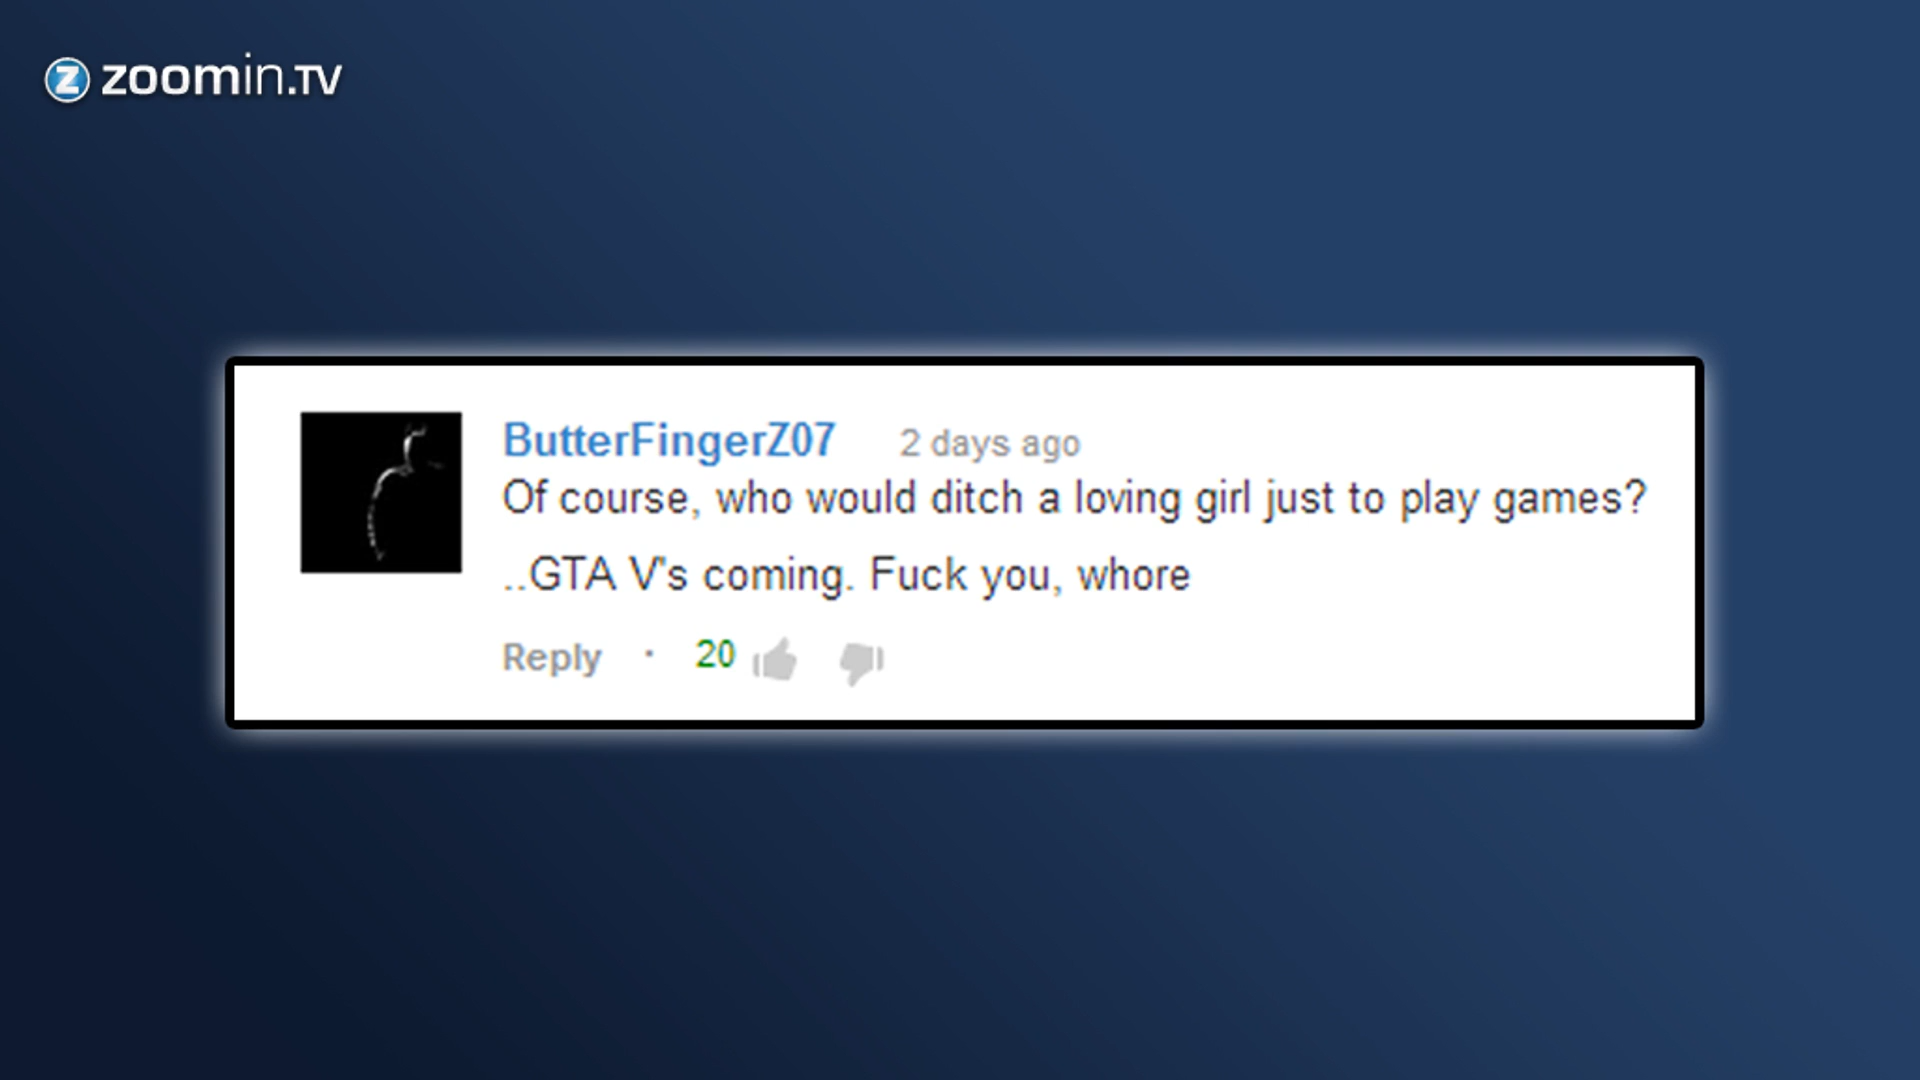 zoomin.TV
ButterFingerZ07 2 days ago
Of course, who would ditch a loving girl just to play games?
..GTA V's coming. Fuck you, whore
Reply · 20